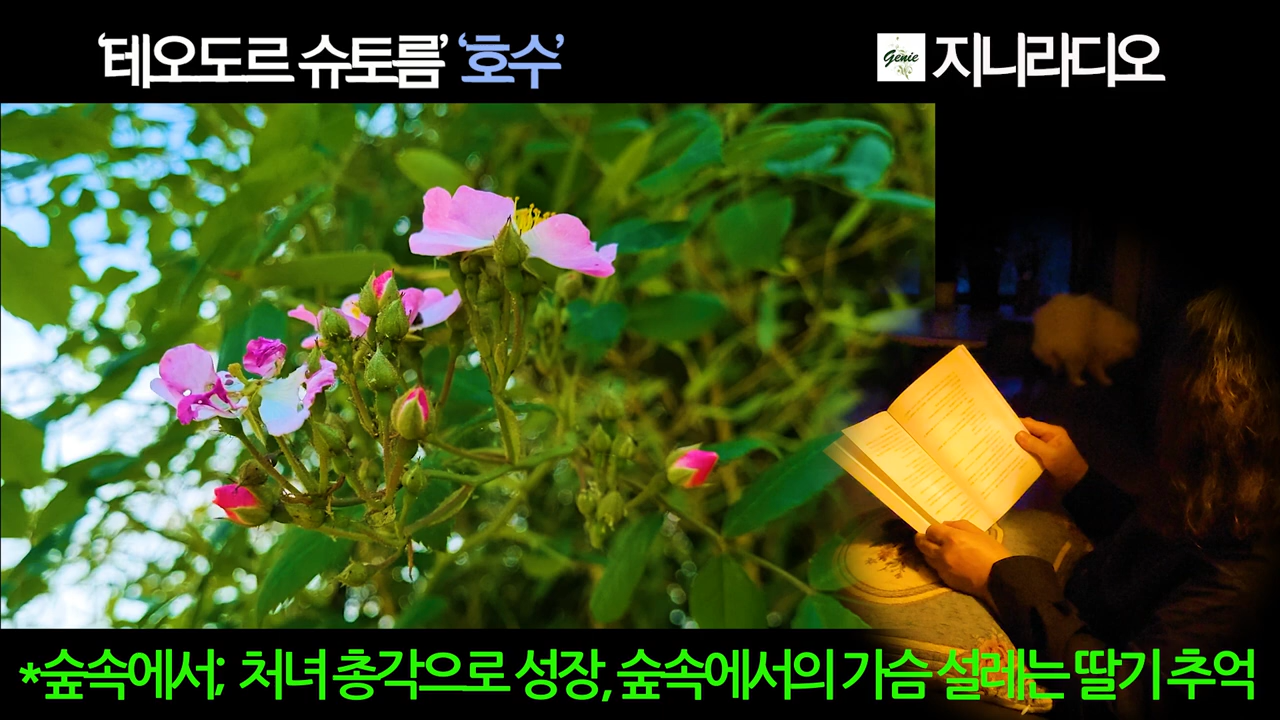 '테오도르 슈토름' '호수'
Genie 지니라디오
*숲속에서; 처녀 총각으로 성장, 숲속에서의 가슴 설레는 딸기 추억